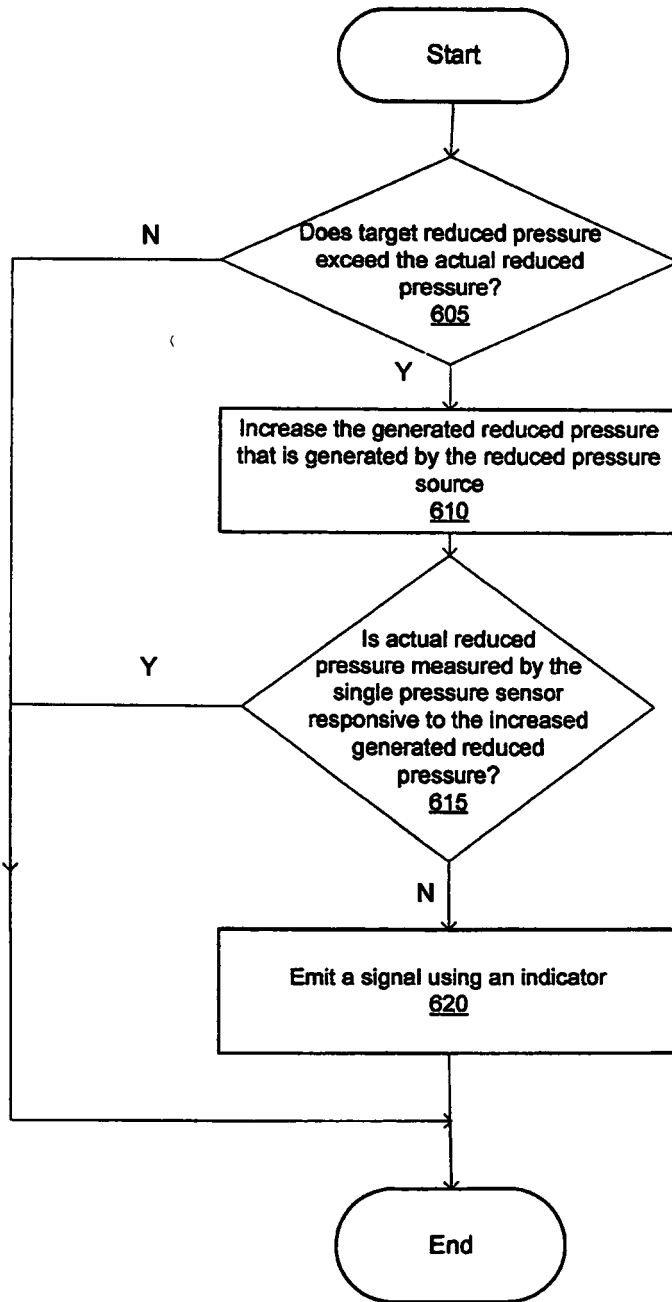 Start
N
Does target reduced pressure
exceed the actual reduced
pressure?
605
Y
Increase the generated reduced pressure
that is generated by the reduced pressure
source
610
Y
Is actual reduced
pressure measured by the
single pressure sensor
responsive to the increased
generated reduced
pressure?
615
N
Emit a signal using an indicator
620
End